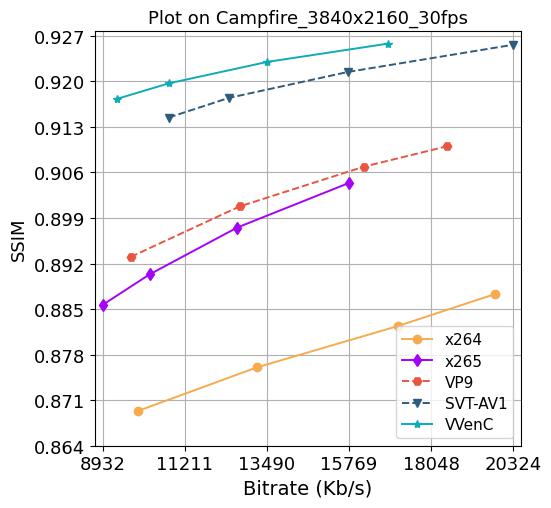 Plot on Campfire_3840x2160_30fps
0.927
0.920
0.913
0.906
0.899
0.892
0.885
0.878
0.871
0.864
SSIM
x264
x265
VP9
SVT-AV1
VVenC
8932 11211 13490 15769 18048 20324
Bitrate (Kb/s)